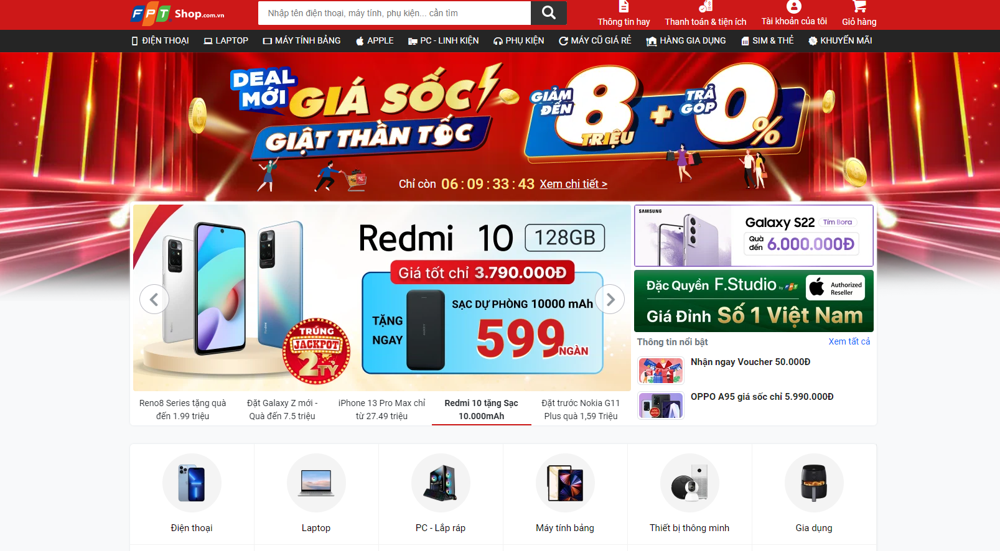 FPT Shop.com.vn
Nhập tên điện thoại, máy tính, phụ kiện... cần tìm
Thông tin hay
Thanh toán & tiện ích
Tài khoản của tôi
Giỏ hàng
ĐIỆN THOẠI
LAPTOP
MÁY TÍNH BẢNG
APPLE
PC - LINH KIỆN
PHỤ KIỆN
MÁY CŨ GIÁ RẺ
HÀNG GIA DỤNG
SIM & THẺ
KHUYẾN MÃI
DEAL MỚI
GIÁ SỐC
GIẬT THẦN TỐC
GIẢM ĐẾN
8 TRIỆU
+
TRẢ GÓP
0%
Chỉ còn 06 : 09 : 33 : 43 Xem chi tiết >
Redmi 10 128GB
Giá tốt chỉ 3.790.000Đ
TẶNG NGAY
SẠC DỰ PHÒNG 10000 mAh
599 NGÀN
TRÚNG
JACKPOT
2 TỶ
Redmi
SAMSUNG
Galaxy S22 Tím Bora
Quà đến 6.000.000Đ
Đặc Quyền F.Studio by FPT
Authorized
Reseller
Giá Đỉnh Số 1 Việt Nam
Thông tin nổi bật
Xem tất cả
Nhận ngay Voucher 50.000Đ
OPPO A95 giá sốc chỉ 5.990.000Đ
Reno8 Series tặng quà
đến 1.99 triệu
Đặt Galaxy Z mới -
Quà đến 7.5 triệu
iPhone 13 Pro Max chỉ
từ 27.49 triệu
Redmi 10 tặng Sạc
10.000mAh
Đặt trước Nokia G11
Plus quà 1,59 Triệu
Điện thoại
Laptop
PC - Lắp ráp
Máy tính bảng
Thiết bị thông minh
Gia dụng